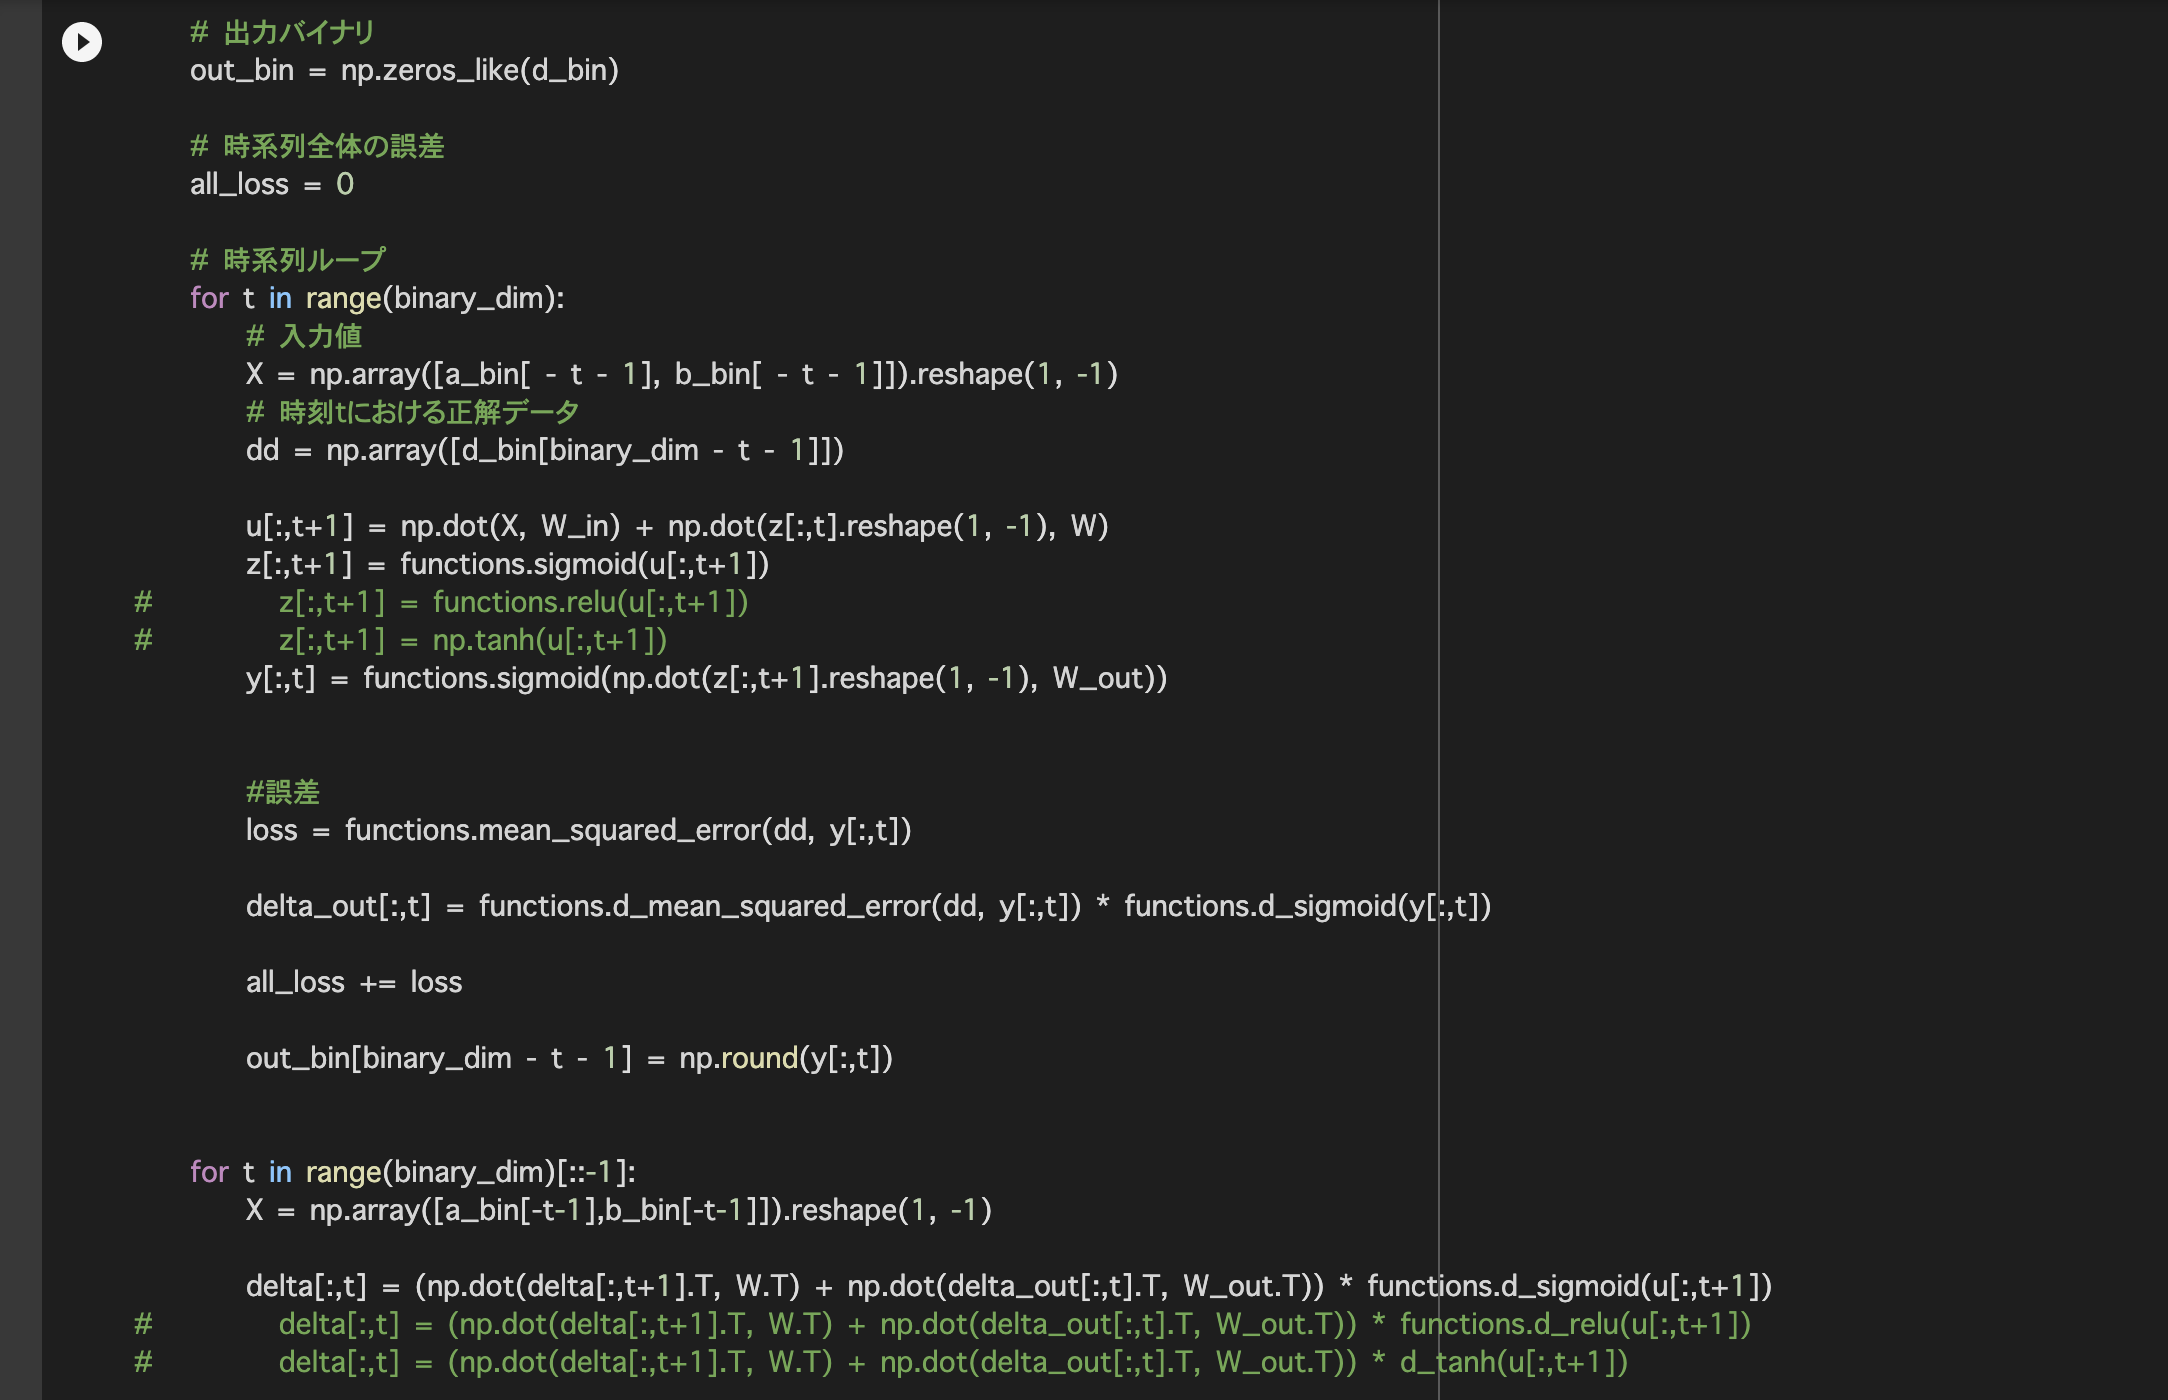 # 出力バイナリ
out_bin = np.zeros_like(d_bin)
# 時系列全体の誤差
all_loss = 0
# 時系列ループ
for t in range(binary_dim):
# 入力値
X = np.array([a_bin[ - t - 1], b_bin[ - t - 1]]).reshape(1, -1)
# 時刻tにおける正解データ
dd = np.array([d_bin[binary_dim - t - 1]])
u[:,t+1] = np.dot(X, W_in) + np.dot(z[:,t].reshape(1, -1), W)
z[:,t+1] = functions.sigmoid(u[:,t+1])
# z[:,t+1] = functions.relu(u[:,t+1])
# z[:,t+1] = np.tanh(u[:,t+1])
y[:,t] = functions.sigmoid(np.dot(z[:,t+1].reshape(1, -1), W_out))
#誤差
loss = functions.mean_squared_error(dd, y[:,t])
delta_out[:,t] = functions.d_mean_squared_error(dd, y[:,t]) * functions.d_sigmoid(y[:,t])
all_loss += loss
out_bin[binary_dim - t - 1] = np.round(y[:,t])
for t in range(binary_dim)[::-1]:
X = np.array([a_bin[-t-1],b_bin[-t-1]]).reshape(1, -1)
delta[:,t] = (np.dot(delta[:,t+1].T, W.T) + np.dot(delta_out[:,t].T, W_out.T)) * functions.d_sigmoid(u[:,t+1])
# delta[:,t] = (np.dot(delta[:,t+1].T, W.T) + np.dot(delta_out[:,t].T, W_out.T)) * functions.d_relu(u[:,t+1])
# delta[:,t] = (np.dot(delta[:,t+1].T, W.T) + np.dot(delta_out[:,t].T, W_out.T)) * d_tanh(u[:,t+1])